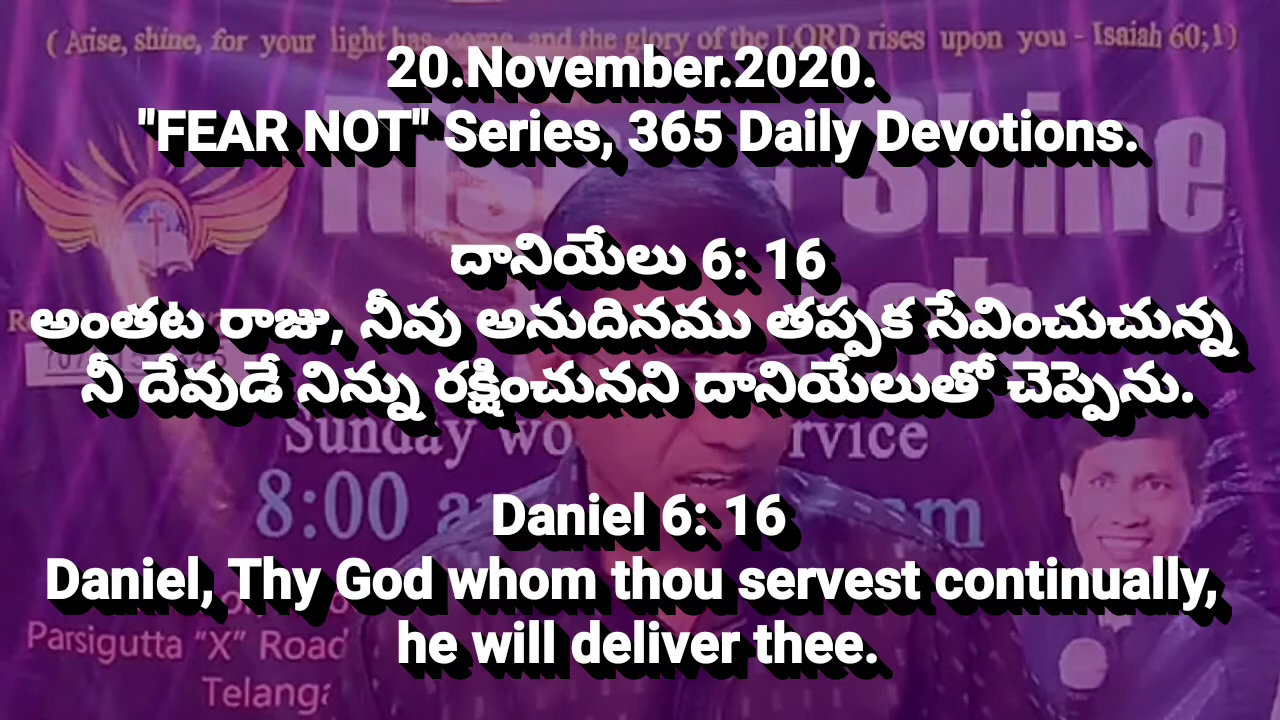 ( Arise, shine, for your light has come and the glory of the LORD rises upon you - Isaiah 60;1)
20.November.2020.
"FEAR NOT" Series, 365 Daily Devotions.
Shine
దానియేలు 6: 16
అంతట రాజు, నీవు అనుదినము తప్పక సేవించుచున్న
నీ దేవుడే నిన్ను రక్షించునని దానియేలుతో చెప్పెను.
Sunday
8:00
Daniel 6: 16
Daniel, Thy God whom thou servest continually,
he will deliver thee.
Parsigutta “X” Road